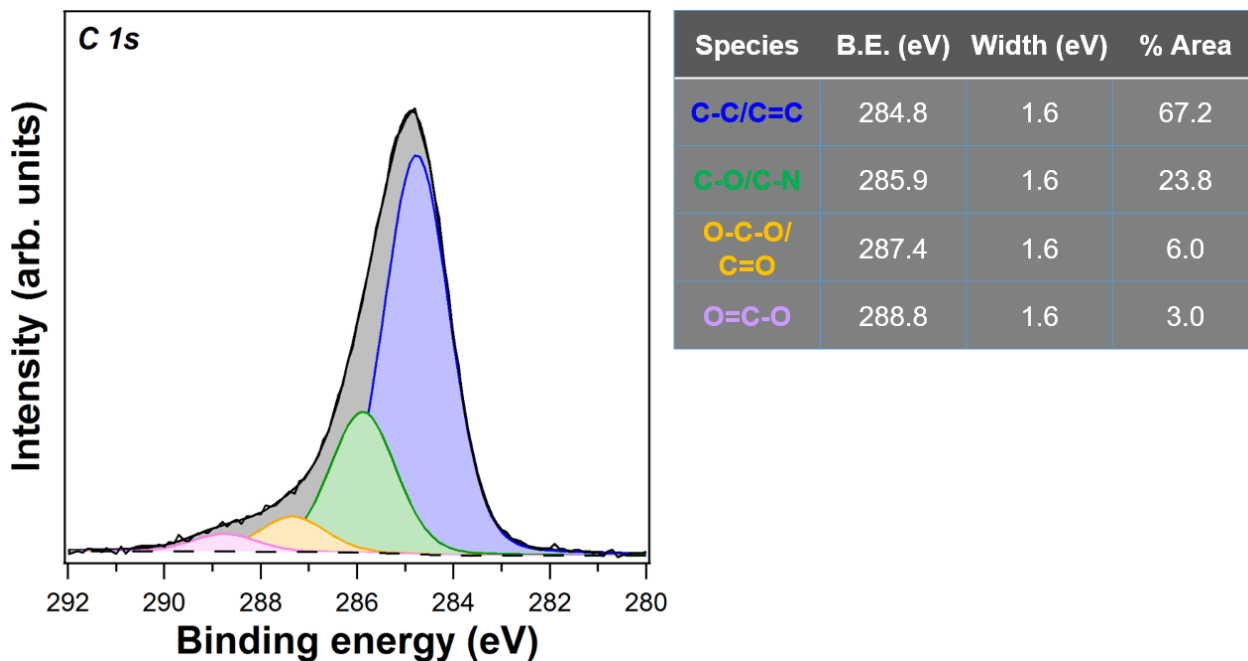 C 1s
Intensity (arb. units)
292 290 288 286 284 282 280
Binding energy (eV)
Species B.E. (eV) Width (eV) % Area
C-C/C=C 284.8 1.6 67.2
C-O/C-N 285.9 1.6 23.8
O-C-O/
C=O 287.4 1.6 6.0
O=C-O 288.8 1.6 3.0